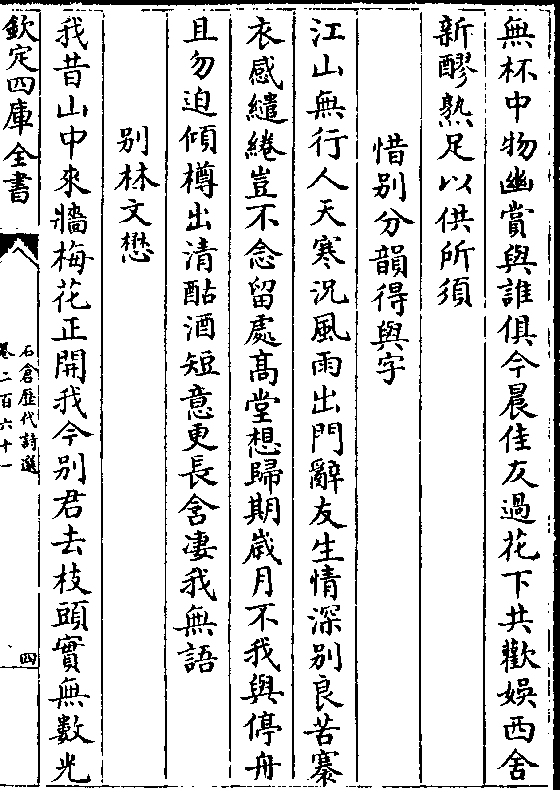 無杯中物幽賞與誰俱今晨佳友過花下共歡娛西舍
新醪熟足以供所須
惜别分韻得與字
江山無行人天寒况風雨出門辭友生情深别良苦褰
衣感繾綣豈不念留處髙堂想歸期歳月不我與停舟
且勿迫傾樽出清酤酒短意更長含凄我無語
别林文懋
我昔山中來牆梅花正開我今别君去枝頭實無數光
欽定四庫全書
石倉歴代詩選
卷二百六十一
四